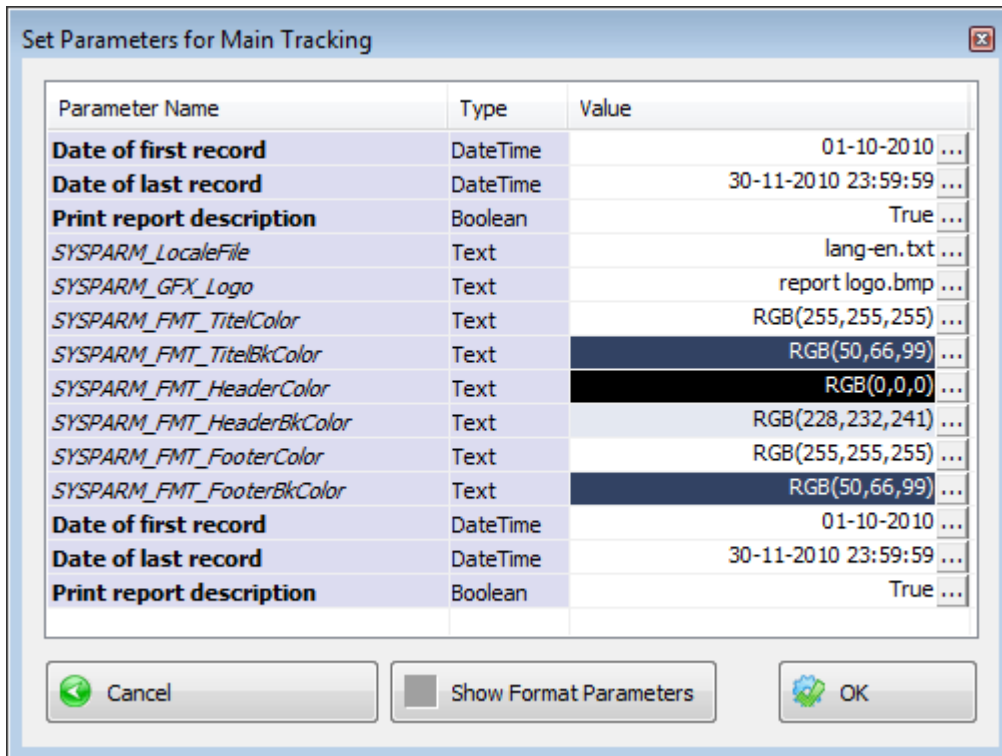 Set Parameters for Main Tracking
Parameter Name Type Value
Date of first record DateTime 01-10-2010 ...
Date of last record DateTime 30-11-2010 23:59:59 ...
Print report description Boolean True ...
SYSPARM_LocaleFile Text lang-en.txt ...
SYSPARM_GFX_Logo Text report logo.bmp ...
SYSPARM_FMT_TitelColor Text RGB(255,255,255) ...
SYSPARM_FMT_TitelBkColor Text RGB(50,66,99) ...
SYSPARM_FMT_HeaderColor Text RGB(0,0,0) ...
SYSPARM_FMT_HeaderBkColor Text RGB(228,232,241) ...
SYSPARM_FMT_FooterColor Text RGB(255,255,255) ...
SYSPARM_FMT_FooterBkColor Text RGB(50,66,99) ...
Date of first record DateTime 01-10-2010 ...
Date of last record DateTime 30-11-2010 23:59:59 ...
Print report description Boolean True ...
Cancel Show Format Parameters OK